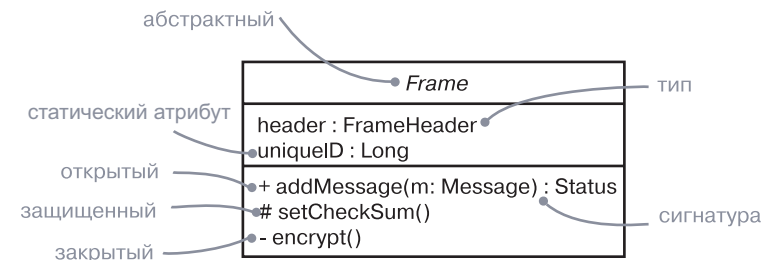 абстрактный
Frame
тип
статический атрибут
header : FrameHeader
uniqueID : Long
открытый
+ addMessage(m: Message) : Status
защищенный
# setCheckSum()
сигнатура
закрытый
- encrypt()